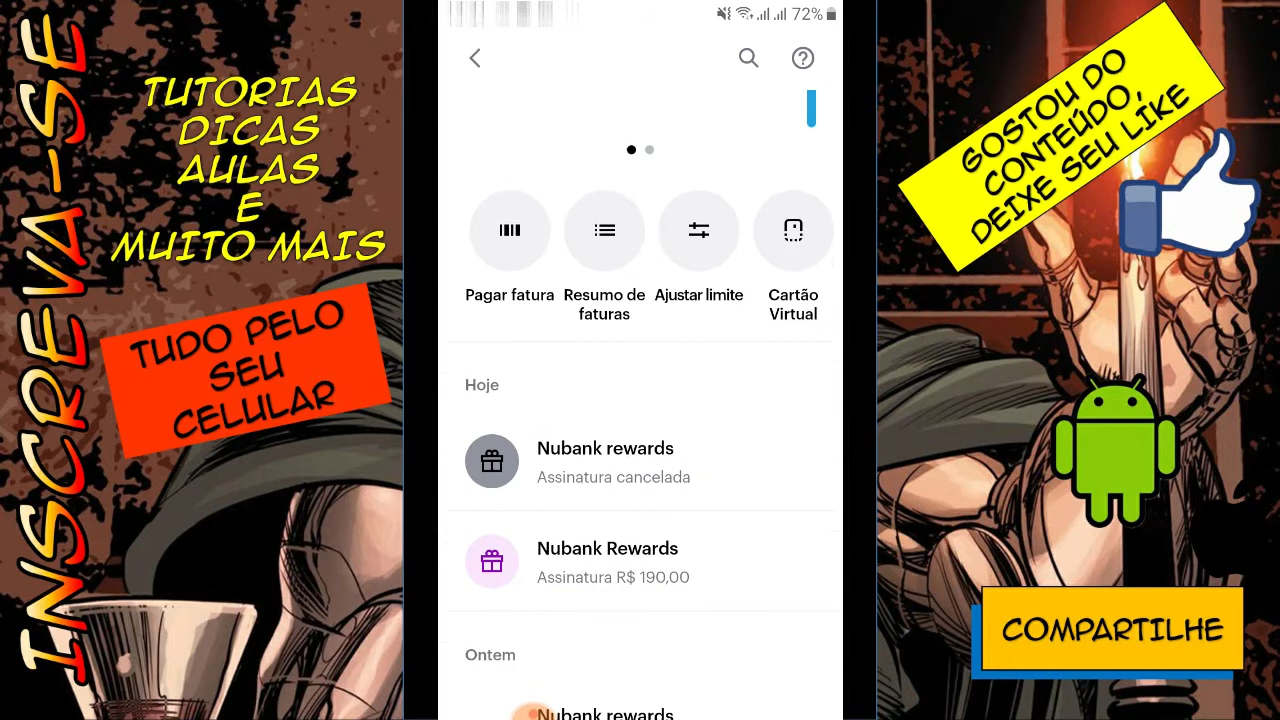 INSCREVA-SE
TUTORIAS
DICAS
AULAS
E
MUITO MAIS
TUDO PELO
SEU
CELULAR
72%
Pagar fatura
Resumo de
faturas
Ajustar limite
Cartão
Virtual
Hoje
Nubank rewards
Assinatura cancelada
Nubank Rewards
Assinatura R$ 190,00
Ontem
Nubank rewards
GOSTOU DO
CONTEÚDO,
DEIXE SEU LIKE
COMPARTILHE